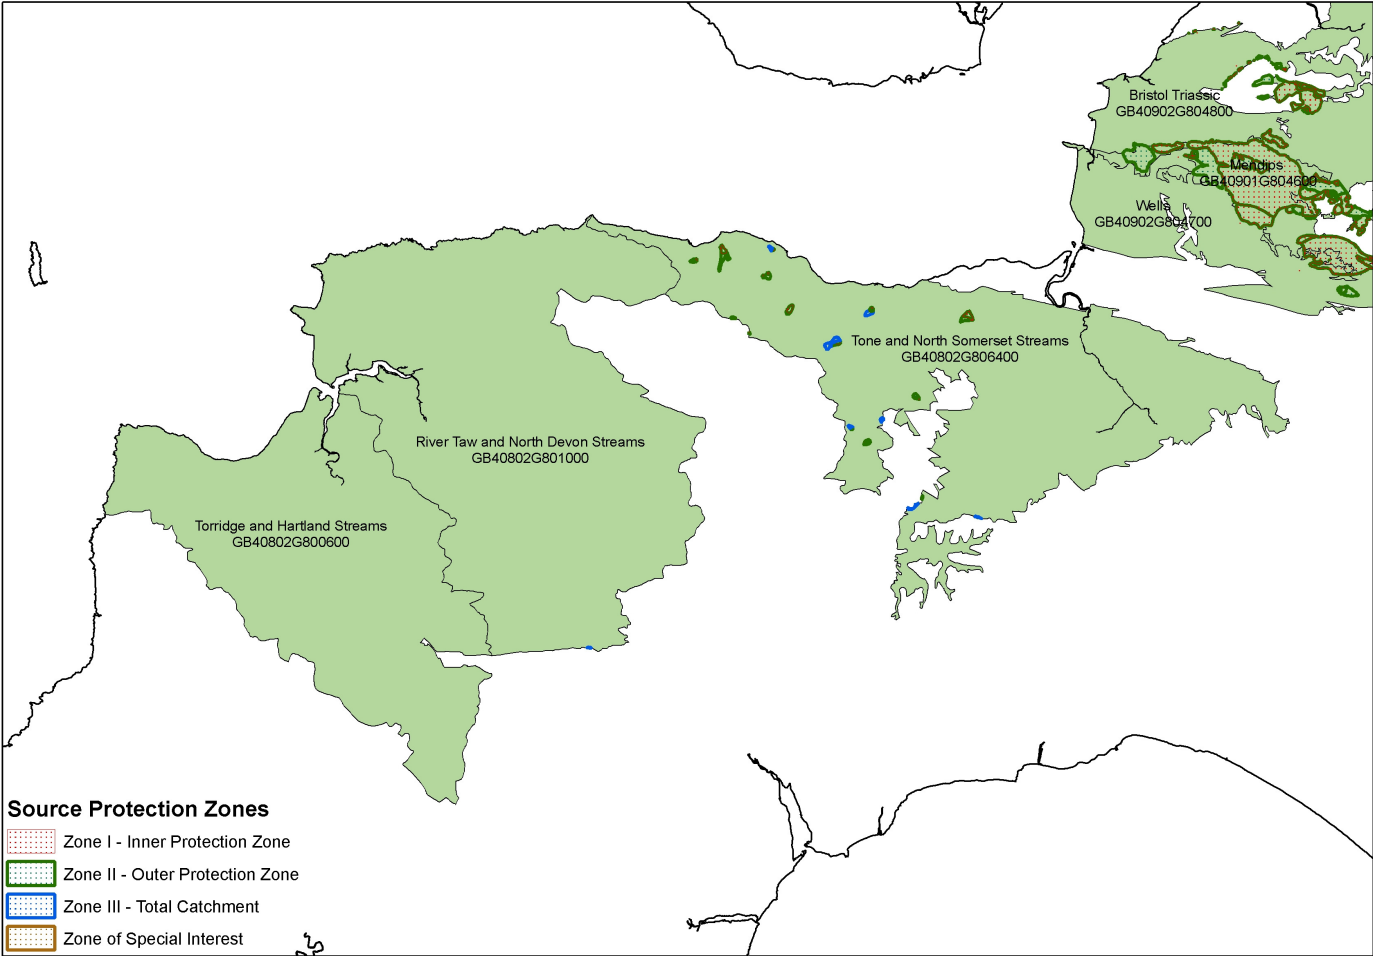 Bristol Triassic
GB40902G804800
Mendips
GB40901G804600
Wells
GB40902G804700
Tone and North Somerset Streams
GB40802G806400
River Taw and North Devon Streams
GB40802G801000
Torridge and Hartland Streams
GB40802G800600
Source Protection Zones
Zone I - Inner Protection Zone
Zone II - Outer Protection Zone
Zone III - Total Catchment
Zone of Special Interest